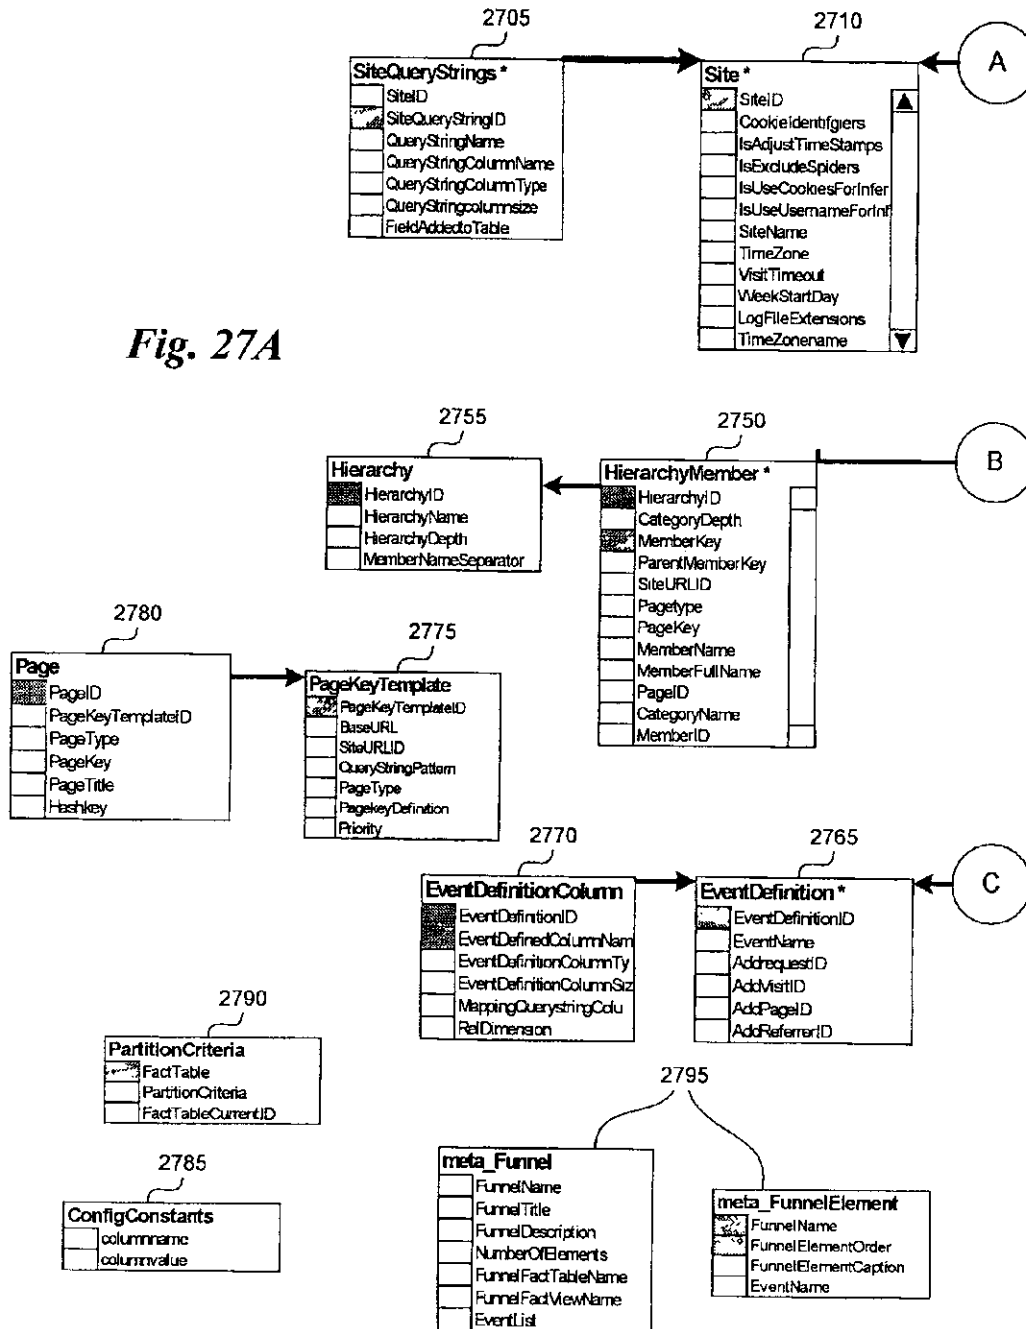 2705
2710
SiteQueryStrings *
SiteID
SiteQueryStringID
QueryStringName
QueryStringColumnName
QueryStringColumnType
QueryStringcolumnsize
FieldAddedtoTable
Site *
SiteID
CookieIdentifgiers
IsAdjustTimeStamps
IsExcludeSpiders
IsUseCookiesForInfer
IsUseUsernameForInf
SiteName
TimeZone
VisitTimeout
WeekStartDay
LogFileExtensions
TimeZonename
A
Fig. 27A
2755
2750
Hierarchy
HierarchyID
HierarchyName
HierarchyDepth
MemberNameSeparator
HierarchyMember *
HierarchyID
CategoryDepth
MemberKey
ParentMemberKey
SiteURLID
Pagetype
PageKey
MemberName
MemberFullName
PageID
CategoryName
MemberID
B
2780
2775
Page
PageID
PageKeyTemplateID
PageType
PageKey
PageTitle
Hashkey
PageKeyTemplate
PageKeyTemplateID
BaseURL
SiteURLID
QueryStringPattern
PageType
PagekeyDefinition
Priority
2770
2765
EventDefinitionColumn
EventDefinitionID
EventDefinedColumnNam
EventDefinitionColumnTy
EventDefinitionColumnSiz
MappingQuerystringColu
RelDimension
EventDefinition *
EventDefinitionID
EventName
AddrequestID
AddVisitID
AddPageID
AddReferrerID
C
2790
PartitionCriteria
FactTable
PartitionCriteria
FactTableCurrentID
2795
2785
ConfigConstants
columnname
columnvalue
meta_Funnel
FunnelName
FunnelTitle
FunnelDescription
NumberOfElements
FunnelFactTableName
FunnelFactViewName
EventList
meta_FunnelElement
FunnelName
FunnelElementOrder
FunnelElementCaption
EventName